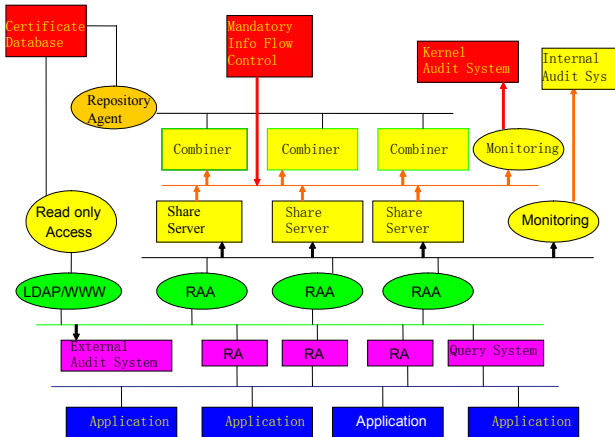 Certificate
Database
Mandatory
Info Flow
Control
Kernel
Audit System
Internal
Audit Sys
Repository
Agent
Combiner
Combiner
Combiner
Monitoring
Read only
Access
Share
Server
Share
Server
Share
Server
Monitoring
LDAP/WWW
RAA
RAA
RAA
External
Audit System
RA
RA
RA
Query System
Application
Application
Application
Application